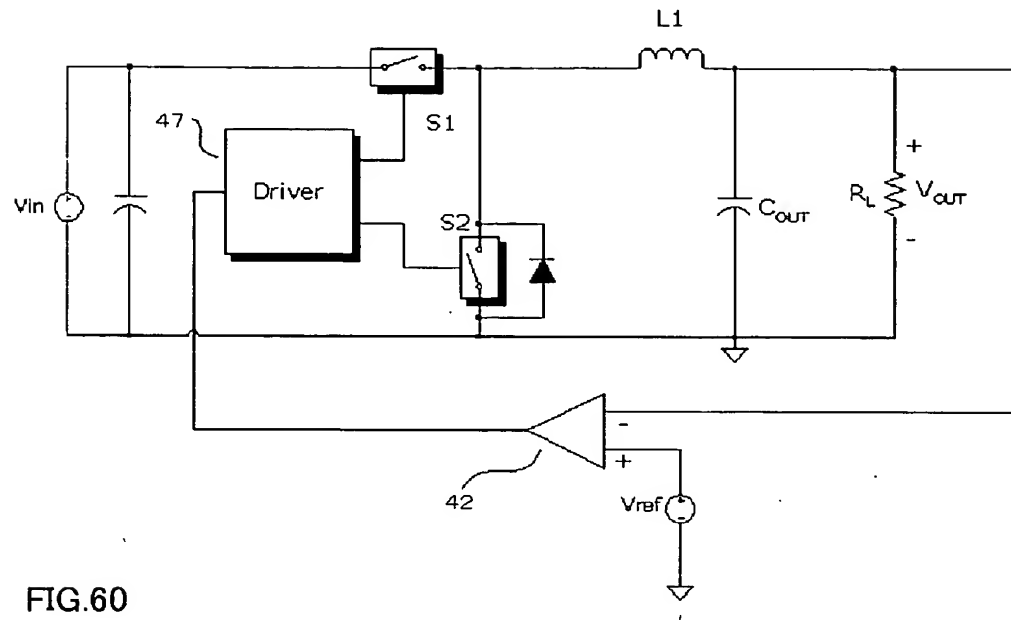 L1
S1
47
Driver
Vin
S2
COUT
RL
+
VOUT
-
-
+
42
Vref
FIG.60